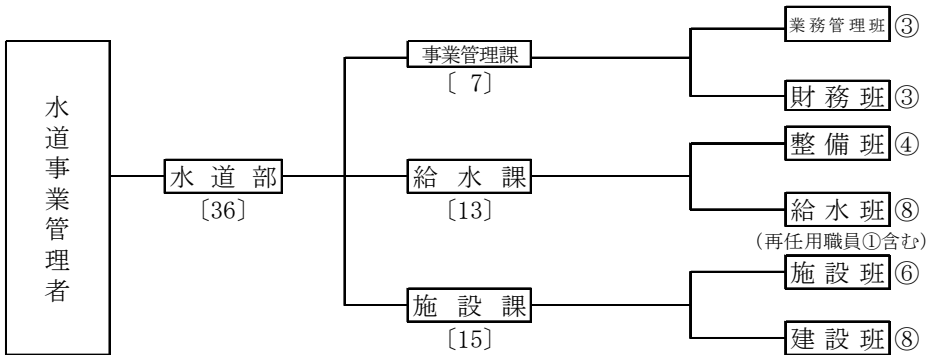 水道事業管理者
水道部
〔36〕
事業管理課
〔 7〕
業務管理班 ③
財務班 ③
給水課
〔13〕
整備班 ④
給水班 ⑧
(再任用職員①含む)
施設課
〔15〕
施設班 ⑥
建設班 ⑧